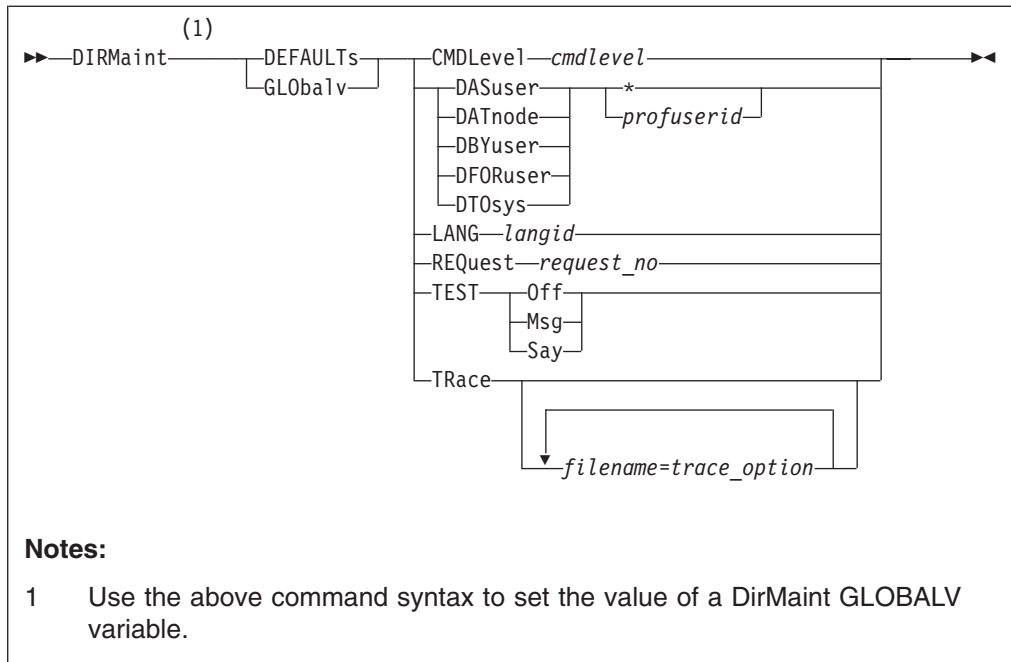 (1)
DIRMaint DEFAULTs CMDLevel cmdlevel
GLObalv DASuser *
DATnode profuserid
DBYuser
DFORuser
DTOsys
LANG langid
REQuest request_no
TEST Off
Msg
Say
TRace
filename=trace_option
Notes:
1 Use the above command syntax to set the value of a DirMaint GLOBALV
variable.